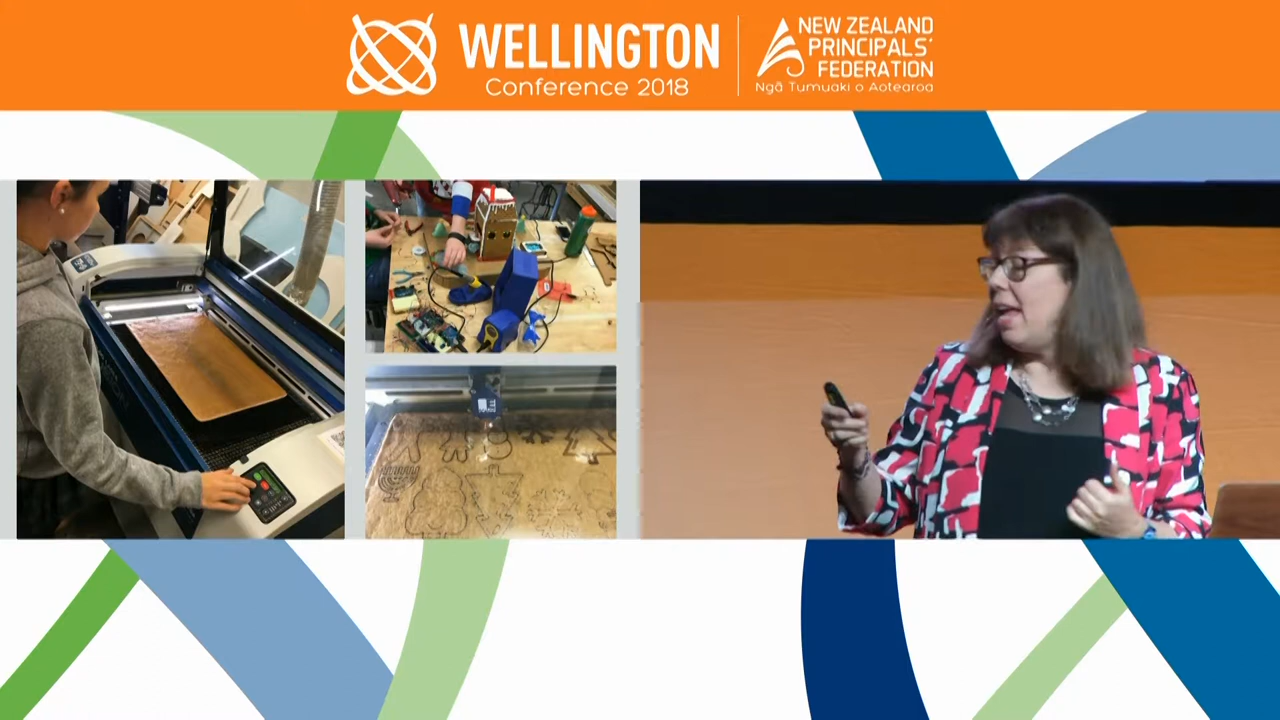 WELLINGTON
Conference 2018
NEW ZEALAND
PRINCIPALS'
FEDERATION
Ngā Tumuaki o Aotearoa